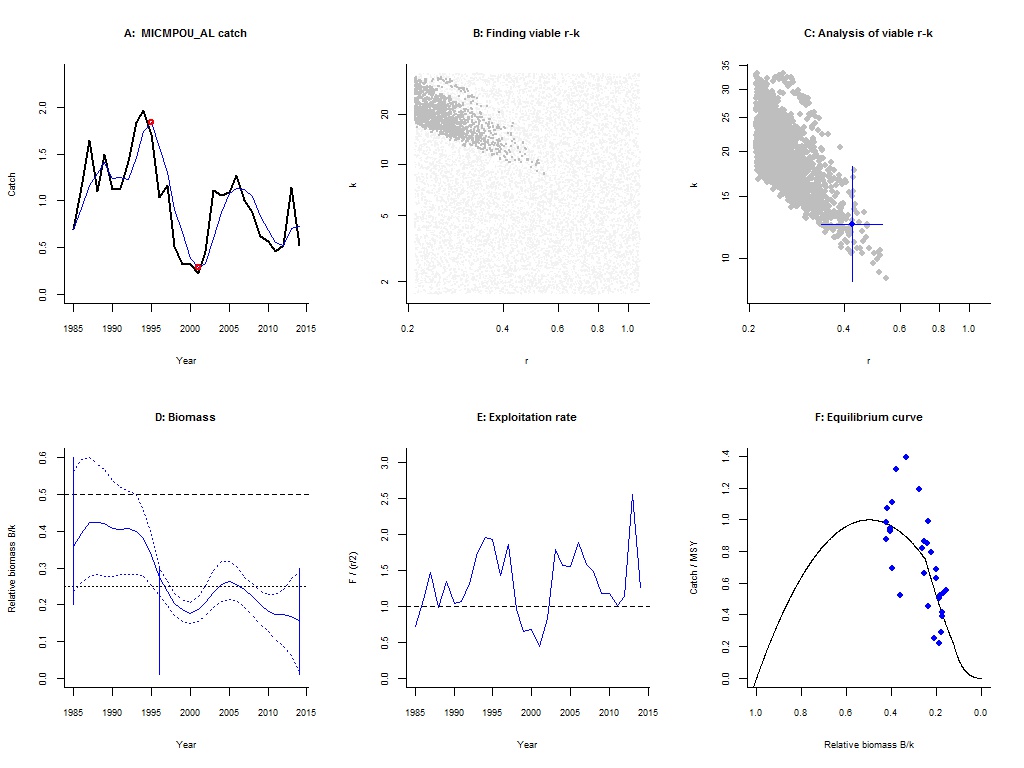 A: MICMPOU_AL catch
Catch
0.0 0.5 1.0 1.5 2.0
1985 1990 1995 2000 2005 2010 2015
Year
B: Finding viable r-k
k
2 5 10 20
0.2 0.4 0.6 0.8 1.0
r
C: Analysis of viable r-k
k
10 15 20 25 30 35
0.2 0.4 0.6 0.8 1.0
r
D: Biomass
Relative biomass B/k
0.0 0.1 0.2 0.3 0.4 0.5 0.6
1985 1990 1995 2000 2005 2010 2015
Year
E: Exploitation rate
F / (r/2)
0.0 0.5 1.0 1.5 2.0 2.5 3.0
1985 1990 1995 2000 2005 2010 2015
Year
F: Equilibrium curve
Catch / MSY
0.0 0.2 0.4 0.6 0.8 1.0 1.2 1.4
1.0 0.8 0.6 0.4 0.2 0.0
Relative biomass B/k